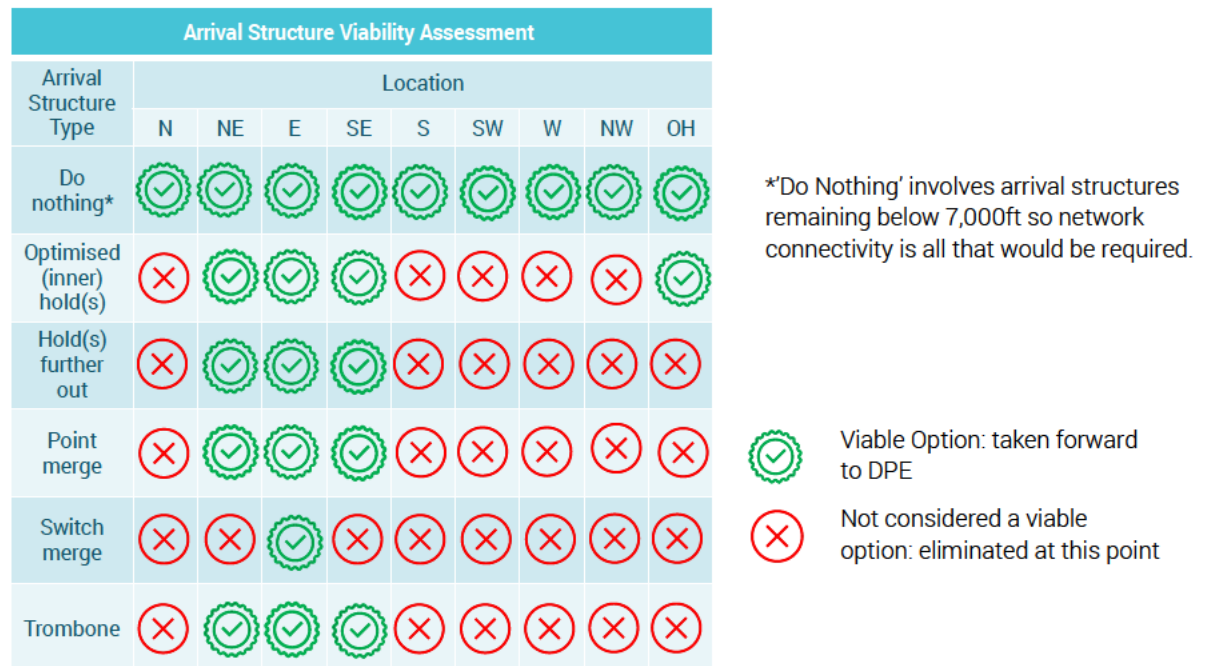 Arrival Structure Viability Assessment
Arrival
Structure
Type
Location
N NE E SE S SW W NW OH
Do
nothing*
Optimised
(inner)
hold(s)
Hold(s)
further
out
Point
merge
Switch
merge
Trombone
*'Do Nothing' involves arrival structures
remaining below 7,000ft so network
connectivity is all that would be required.
Viable Option: taken forward
to DPE
Not considered a viable
option: eliminated at this point